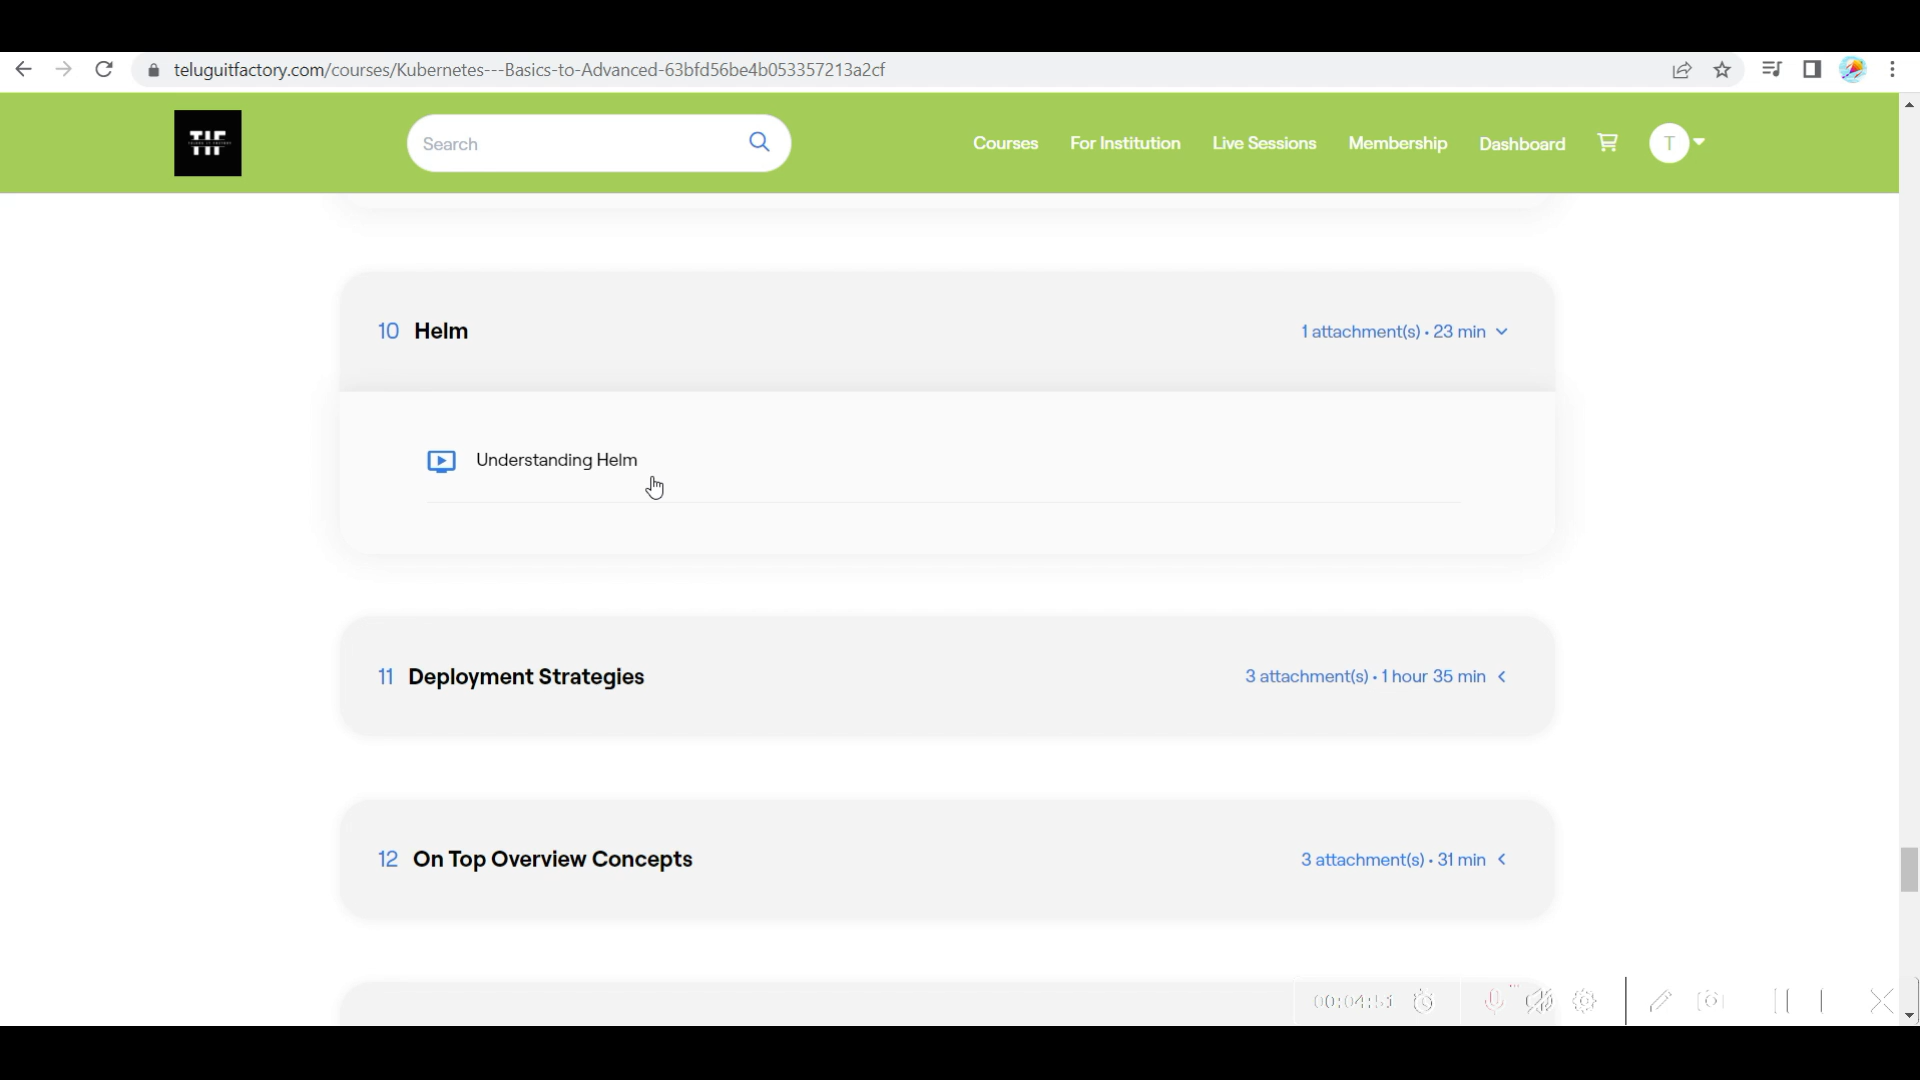 teluguitfactory.com/courses/Kubernetes---Basics-to-Advanced-63bfd56be4b053357213a2cf
TIF
Search
Courses
For Institution
Live Sessions
Membership
Dashboard
T
10 Helm
1 attachment(s) • 23 min
Understanding Helm
11 Deployment Strategies
3 attachment(s) • 1 hour 35 min
12 On Top Overview Concepts
3 attachment(s) • 31 min
00:04:51